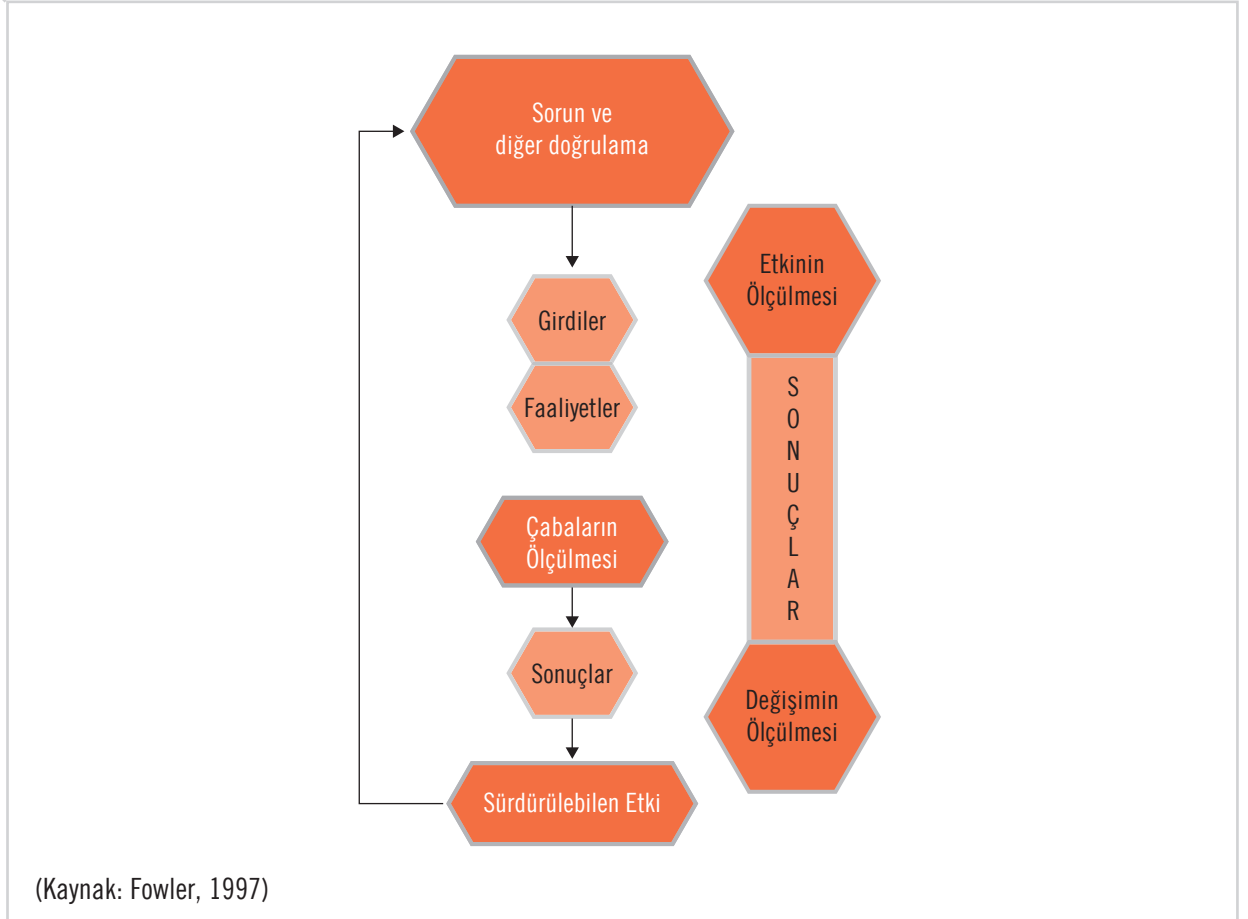 Sorun ve
diğer doğrulama
Girdiler
Faaliyetler
Çabaların
Ölçülmesi
Sonuçlar
Sürdürülebilen Etki
Etkinin
Ölçülmesi
S
O
N
U
Ç
L
A
R
Değişimin
Ölçülmesi
(Kaynak: Fowler, 1997)